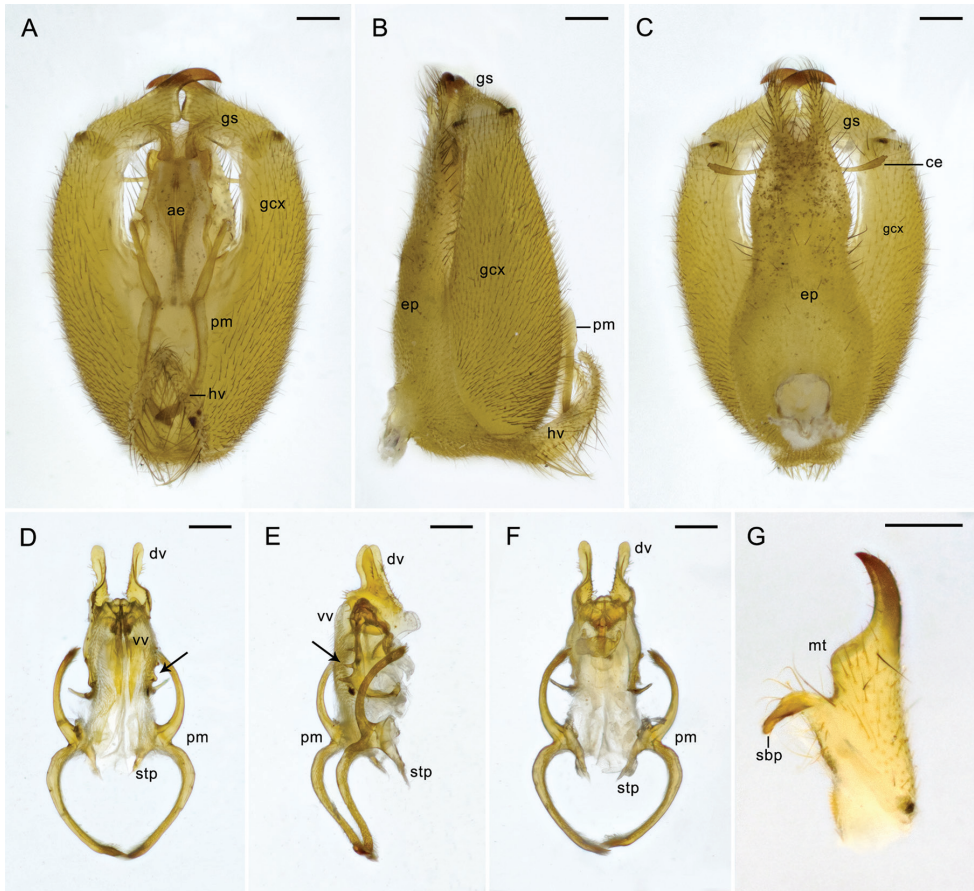 A
gs
ae
gcx
pm
hv
B
gs
gcx
ep
pm
hv
C
gs
ce
gcx
ep
D
dv
vv
pm
stp
E
dv
vv
pm
stp
F
dv
pm
stp
G
mt
sbp